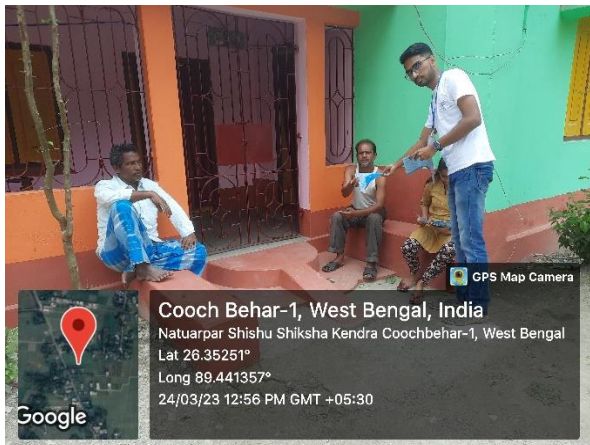 GPS Map Camera
Cooch Behar-1, West Bengal, India
Natuarpar Shishu Shiksha Kendra Coochbehar-1, West Bengal
Lat 26.35251°
Long 89.441357°
24/03/23 12:56 PM GMT +05:30
Google